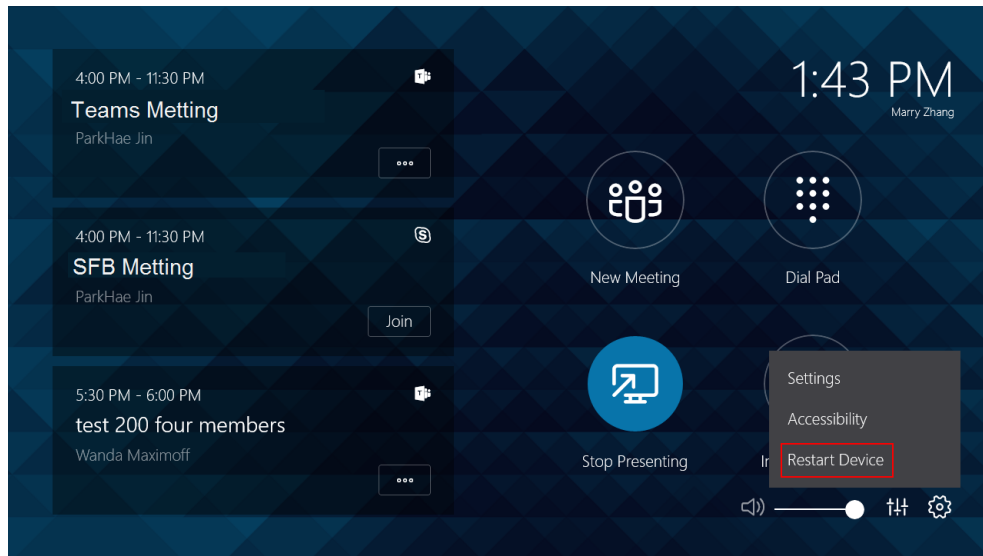 4:00 PM - 11:30 PM
Teams Metting
ParkHae Jin
4:00 PM - 11:30 PM
SFB Metting
ParkHae Jin
Join
5:30 PM - 6:00 PM
test 200 four members
Wanda Maximoff
1:43 PM
Marry Zhang
New Meeting
Dial Pad
Stop Presenting
Settings
Accessibility
Restart Device